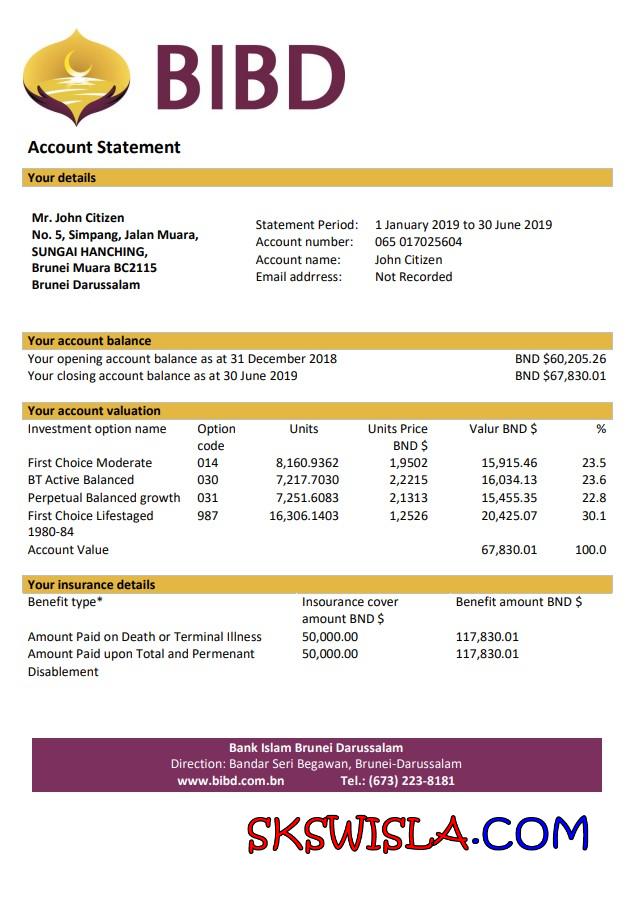 BIBD
Account Statement
Your details
Mr. John Citizen
No. 5, Simpang, Jalan Muara,
SUNGAI HANCHING,
Brunei Muara BC2115
Brunei Darussalam
Statement Period: 1 January 2019 to 30 June 2019
Account number: 065 017025604
Account name: John Citizen
Email addrress: Not Recorded
Your account balance
Your opening account balance as at 31 December 2018 BND $60,205.26
Your closing account balance as at 30 June 2019 BND $67,830.01
Your account valuation
Investment option name Option code Units Units Price BND $ Valur BND $ %
First Choice Moderate 014 8,160.9362 1,9502 15,915.46 23.5
BT Active Balanced 030 7,217.7030 2,2215 16,034.13 23.6
Perpetual Balanced growth 031 7,251.6083 2,1313 15,455.35 22.8
First Choice Lifestaged 987 16,306.1403 1,2526 20,425.07 30.1
1980-84
Account Value 67,830.01 100.0
Your insurance details
Benefit type* Insourance cover amount BND $ Benefit amount BND $
Amount Paid on Death or Terminal Illness 50,000.00 117,830.01
Amount Paid upon Total and Permenant 50,000.00 117,830.01
Disablement
Bank Islam Brunei Darussalam
Direction: Bandar Seri Begawan, Brunei-Darussalam
www.bibd.com.bn Tel.: (673) 223-8181
SKSWISLA.COM